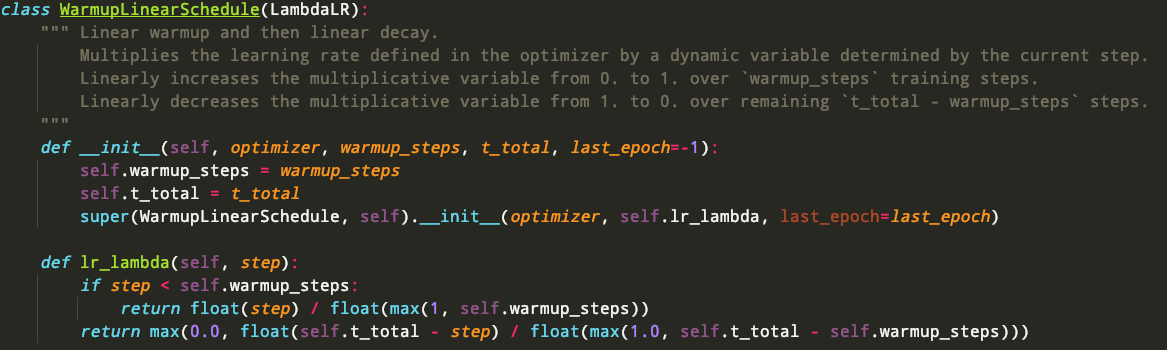 class WarmupLinearSchedule(LambdaLR):
    """ Linear warmup and then linear decay.
        Multiplies the learning rate defined in the optimizer by a dynamic variable determined by the current step.
        Linearly increases the multiplicative variable from 0. to 1. over `warmup_steps` training steps.
        Linearly decreases the multiplicative variable from 1. to 0. over remaining `t_total - warmup_steps` steps.
    """
    def __init__(self, optimizer, warmup_steps, t_total, last_epoch=-1):
        self.warmup_steps = warmup_steps
        self.t_total = t_total
        super(WarmupLinearSchedule, self).__init__(optimizer, self.lr_lambda, last_epoch=last_epoch)

    def lr_lambda(self, step):
        if step < self.warmup_steps:
            return float(step) / float(max(1, self.warmup_steps))
        return max(0.0, float(self.t_total - step) / float(max(1.0, self.t_total - self.warmup_steps)))